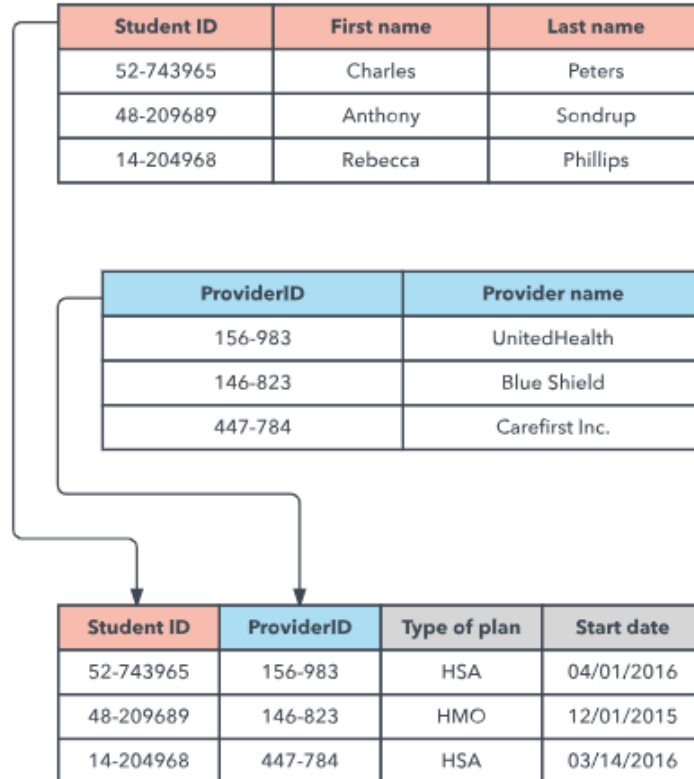 Student ID First name Last name
52-743965 Charles Peters
48-209689 Anthony Sondrup
14-204968 Rebecca Phillips
ProviderID Provider name
156-983 UnitedHealth
146-823 Blue Shield
447-784 Carefirst Inc.
Student ID ProviderID Type of plan Start date
52-743965 156-983 HSA 04/01/2016
48-209689 146-823 HMO 12/01/2015
14-204968 447-784 HSA 03/14/2016